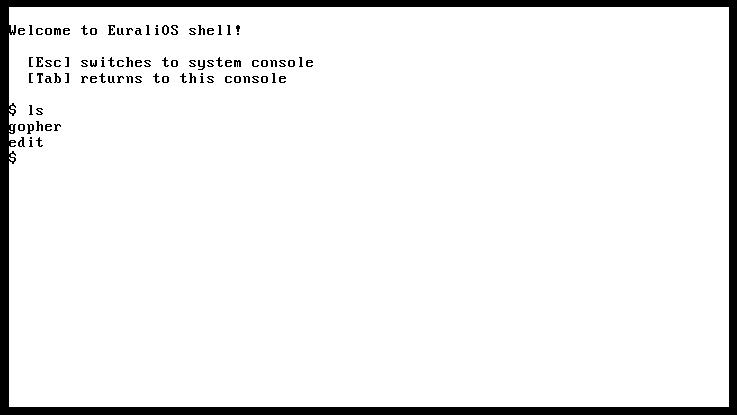 Welcome to EuraliOS shell!
[Esc] switches to system console
[Tab] returns to this console
$ ls
gopher
edit
$